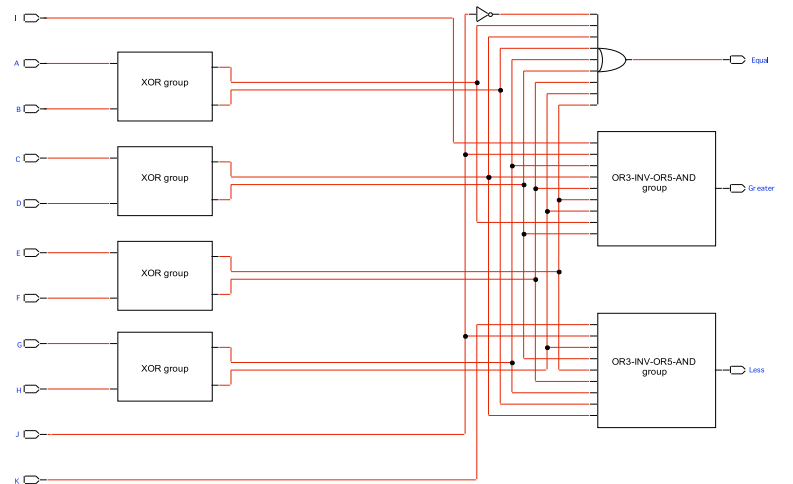 I
A
XOR group
Equal
B
C
XOR group
OR3-INV-OR5-AND
group
Greater
D
E
XOR group
F
G
XOR group
OR3-INV-OR5-AND
group
Less
H
J
K